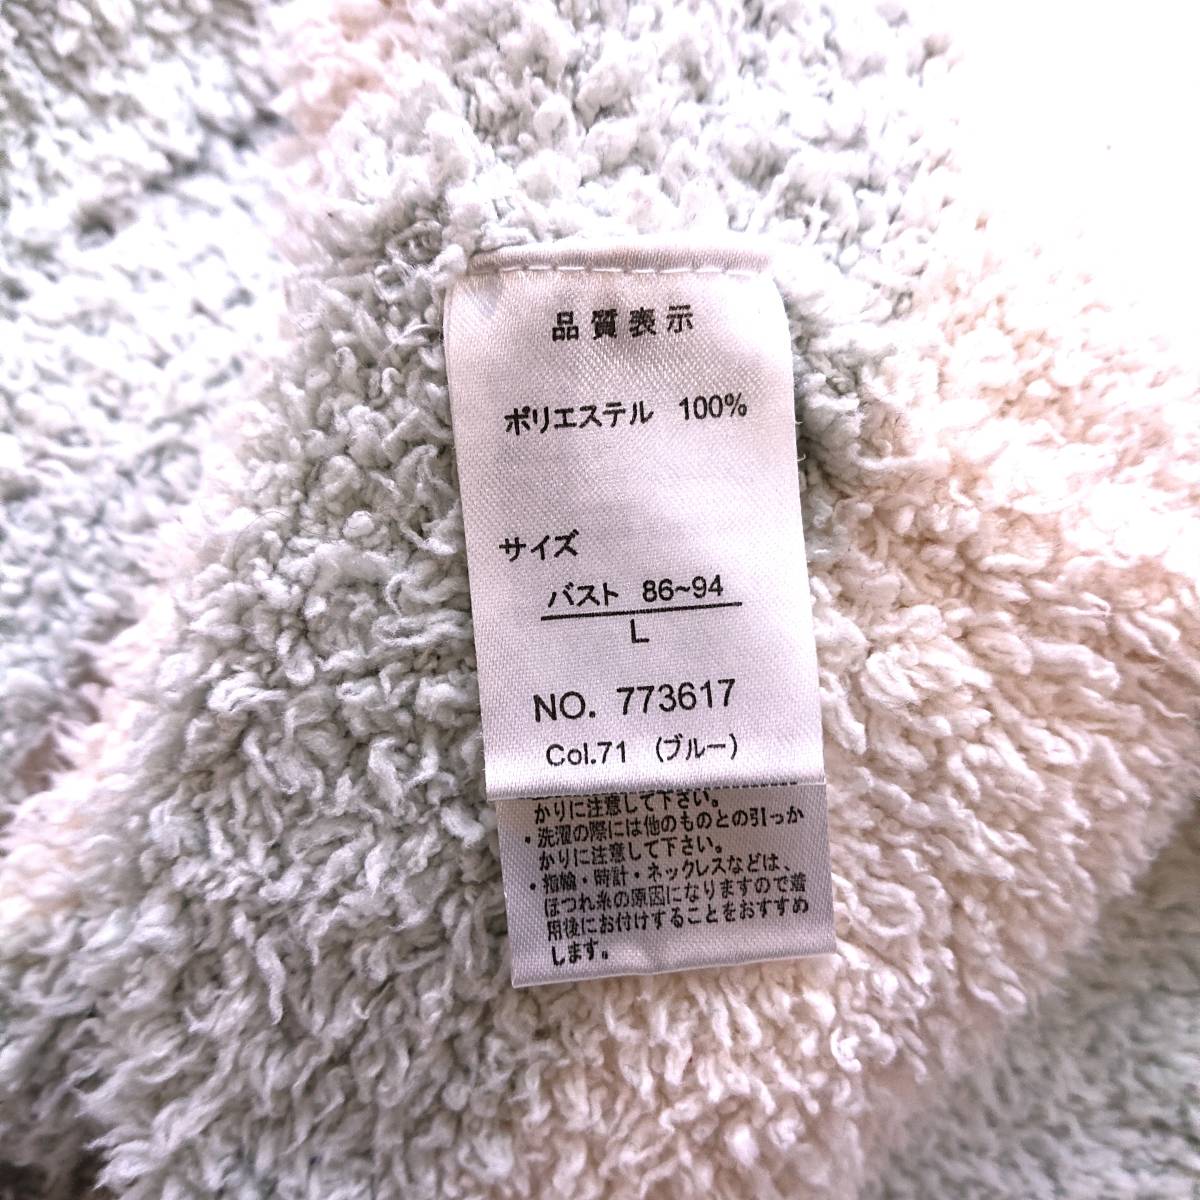 品質表示
ポリエステル 100%
サイズ
バスト 86~94
L
NO. 773617
Col.71 (ブルー)
かりに注意して下さい。
・洗濯の際には他のものとの引っか
かりに注意して下さい。
・指輪・時計・ネックレスなどは、
ほつれ糸の原因になりますので着
用後にお付けすることをおすすめ
します。